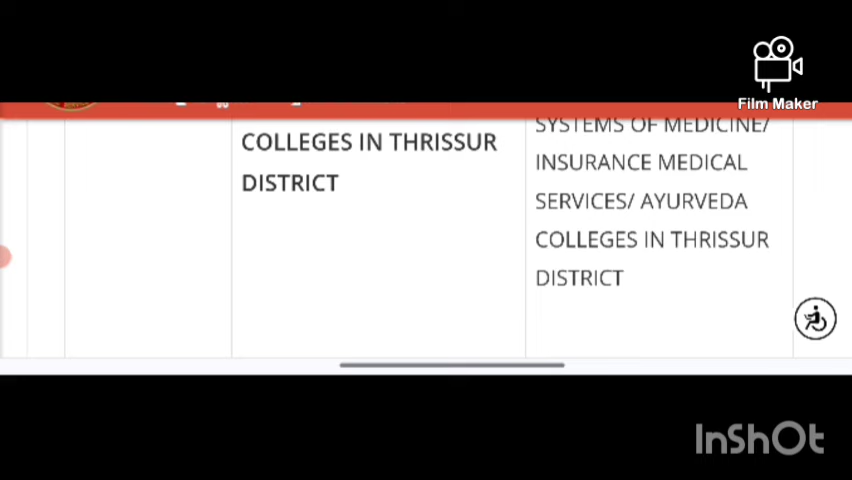 Film Maker
COLLEGES IN THRISSUR
DISTRICT
SYSTEMS OF MEDICINE/
INSURANCE MEDICAL
SERVICES/ AYURVEDA
COLLEGES IN THRISSUR
DISTRICT
InShOt